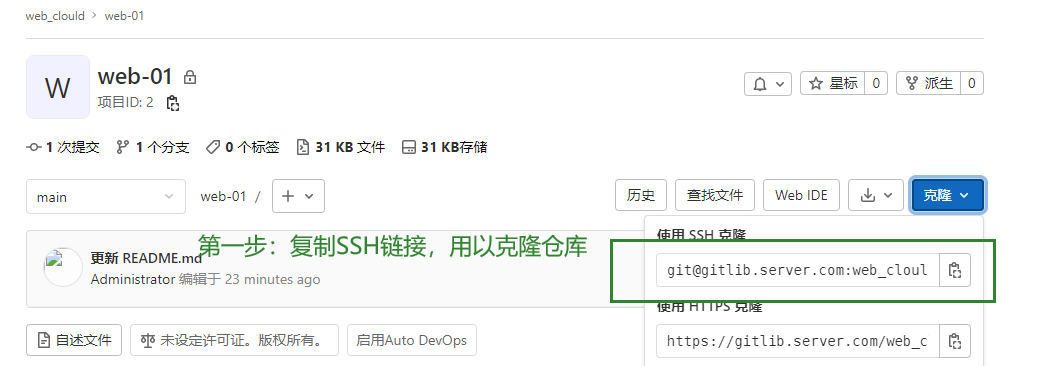 web_clould > web-01
W
web-01
项目ID: 2
星标 0
派生 0
1 次提交 1 个分支 0 个标签 31 KB 文件 31 KB存储
main
web-01 /
历史 查找文件 Web IDE 克隆
第一步：复制SSH链接，用以克隆仓库
使用 SSH 克隆
更新 README.md
Administrator 编辑于 23 minutes ago
git@gitlib.server.com:web_cloul
使用 HTTPS 克隆
自述文件 未设定许可证。版权所有。 启用Auto DevOps
https://gitlib.server.com/web_c